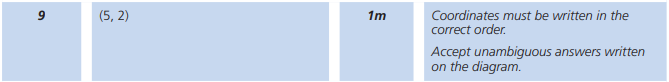 9 (5, 2) 1m Coordinates must be written in the
correct order.
Accept unambiguous answers written
on the diagram.